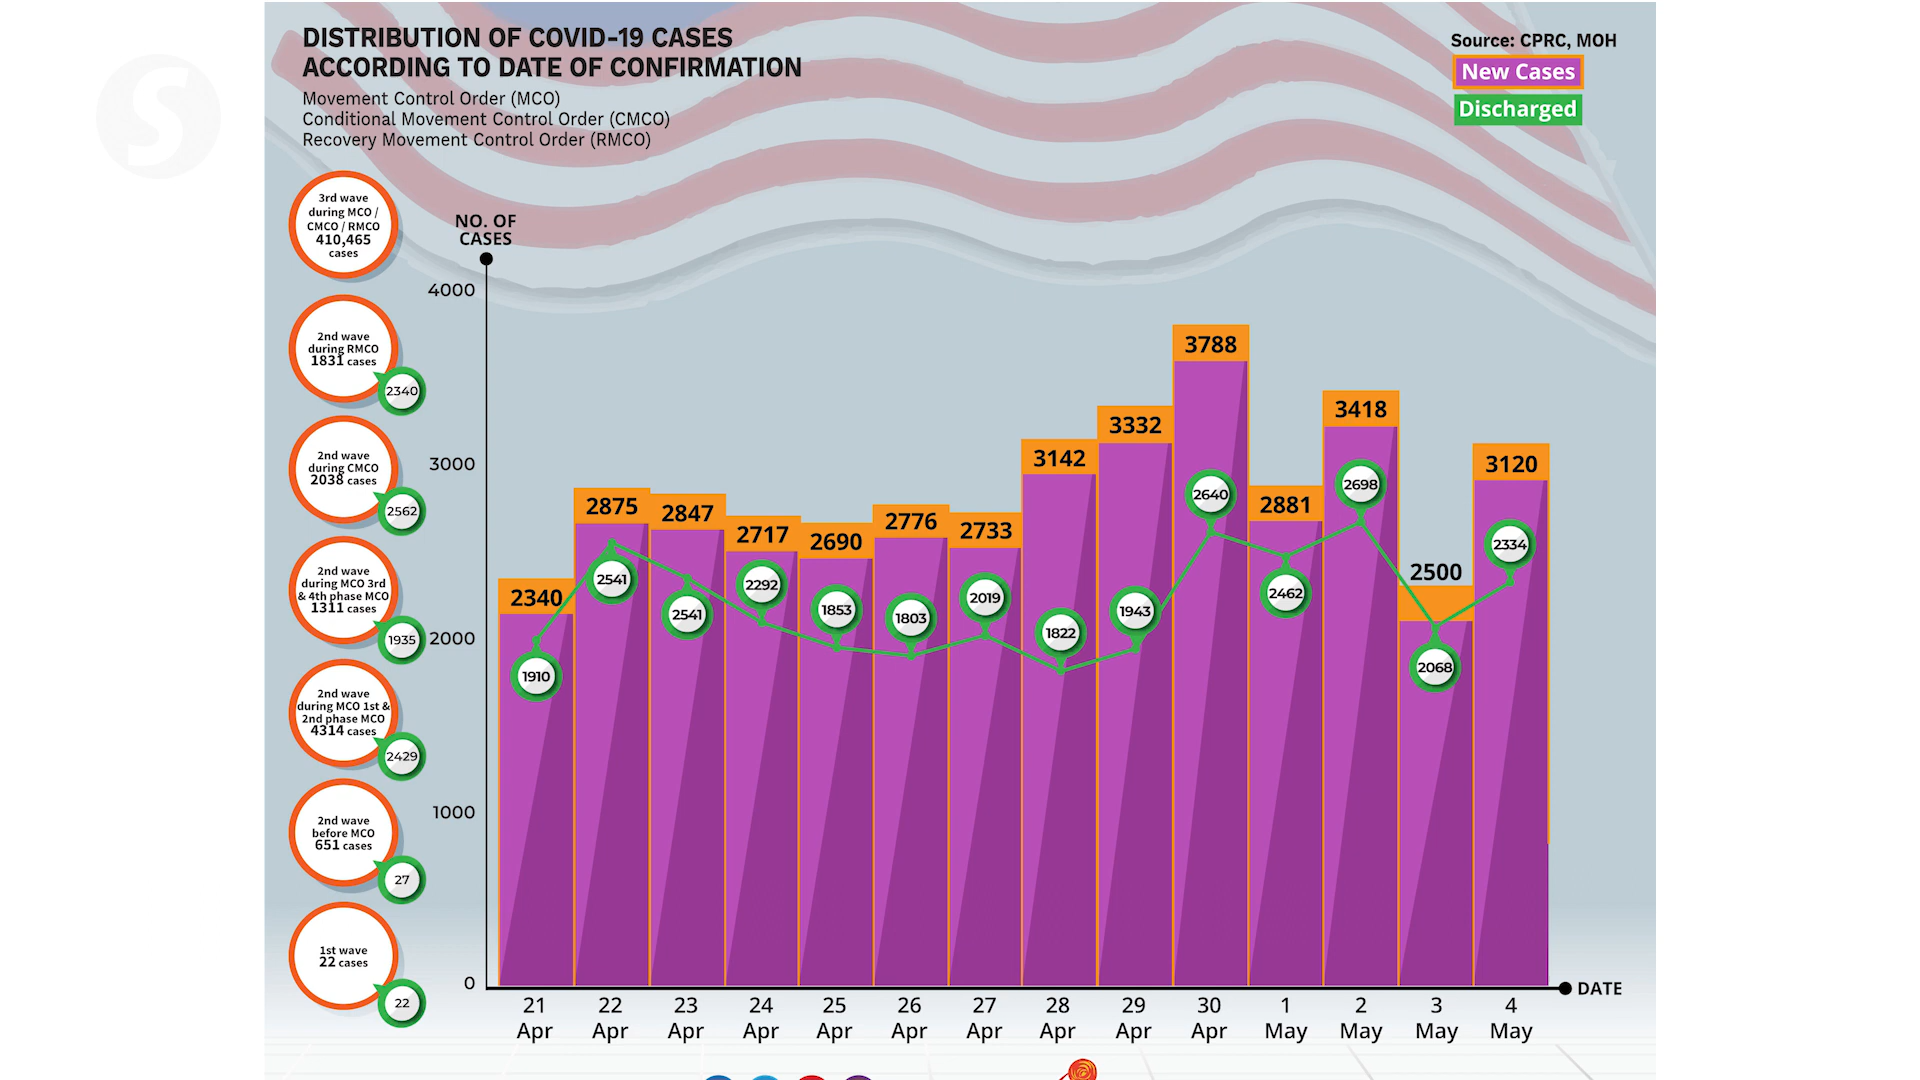 DISTRIBUTION OF COVID-19 CASES
ACCORDING TO DATE OF CONFIRMATION
Movement Control Order (MCO)
Conditional Movement Control Order (CMCO)
Recovery Movement Control Order (RMCO)
Source: CPRC, MOH
New Cases
Discharged
S
3rd wave
during MCO /
CMCO / RMCO
410,465
cases
2nd wave
during RMCO
1831 cases
2340
2nd wave
during CMCO
2038 cases
2562
2nd wave
during MCO 3rd
& 4th phase MCO
1311 cases
1935
2nd wave
during MCO 1st &
2nd phase MCO
4314 cases
2429
2nd wave
before MCO
651 cases
27
1st wave
22 cases
22
NO. OF
CASES
4000
3000
2000
1000
0
2340
2875
2847
2717
2690
2776
2733
3142
3332
3788
2881
3418
2500
3120
1910
2541
2541
2292
1853
1803
2019
1822
1943
2640
2462
2698
2068
2334
21
Apr
22
Apr
23
Apr
24
Apr
25
Apr
26
Apr
27
Apr
28
Apr
29
Apr
30
Apr
1
May
2
May
3
May
4
May
DATE